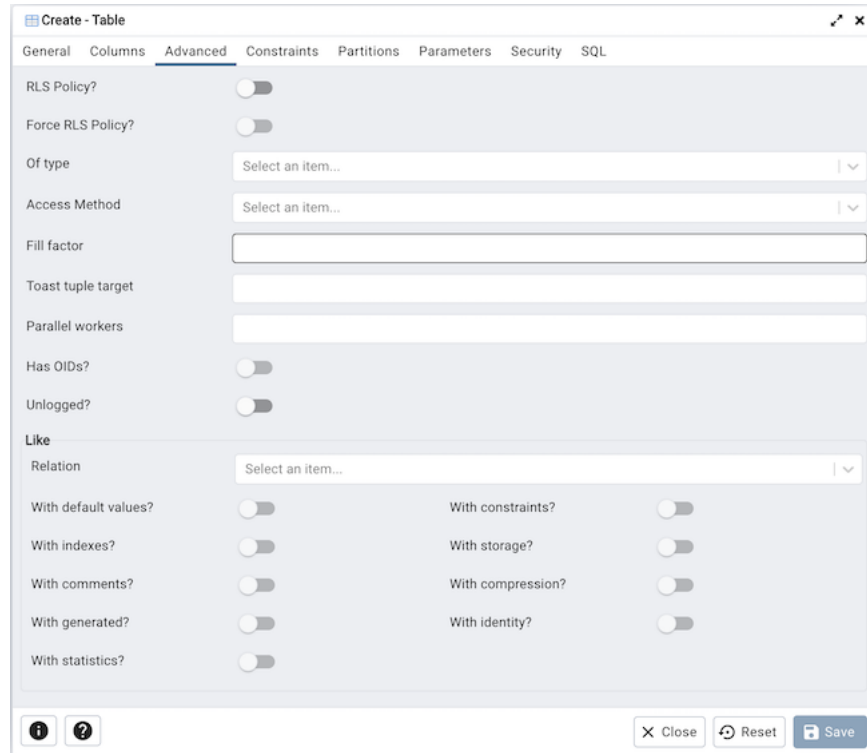 Create - Table
General Columns Advanced Constraints Partitions Parameters Security SQL
RLS Policy?
Force RLS Policy?
Of type Select an item...
Access Method Select an item...
Fill factor
Toast tuple target
Parallel workers
Has OIDs?
Unlogged?
Like
Relation Select an item...
With default values? With constraints?
With indexes? With storage?
With comments? With compression?
With generated? With identity?
With statistics?
Close Reset Save